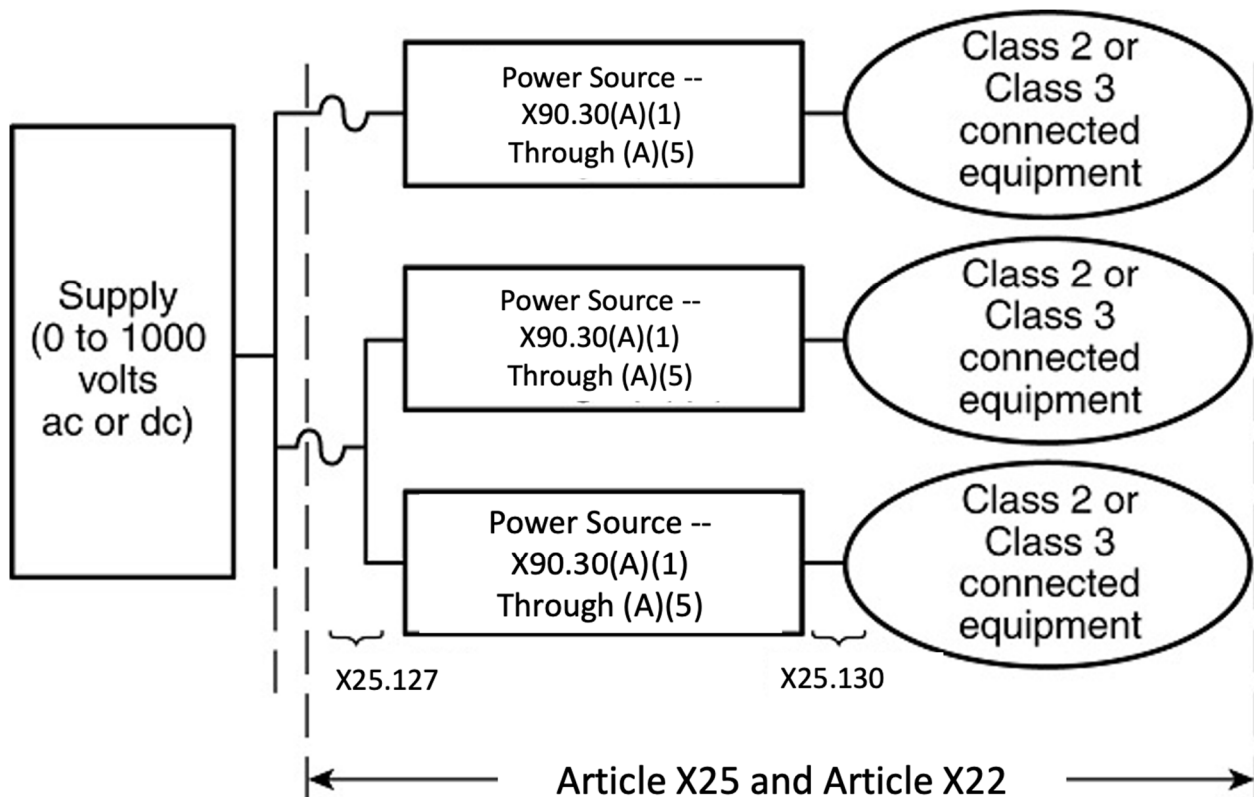 Supply
(0 to 1000
volts
ac or dc)
Power Source --
X90.30(A)(1)
Through (A)(5)
Class 2 or
Class 3
connected
equipment
Power Source --
X90.30(A)(1)
Through (A)(5)
Class 2 or
Class 3
connected
equipment
Power Source --
X90.30(A)(1)
Through (A)(5)
Class 2 or
Class 3
connected
equipment
X25.127
X25.130
Article X25 and Article X22